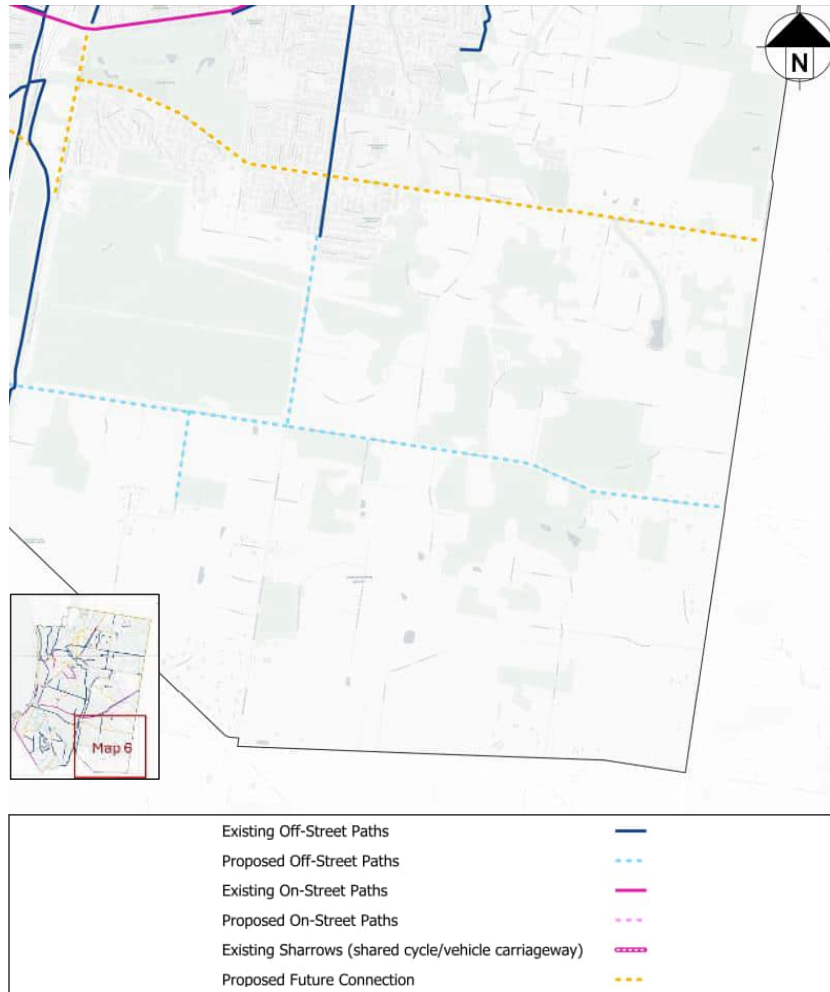 N
Map 6
Existing Off-Street Paths
Proposed Off-Street Paths
Existing On-Street Paths
Proposed On-Street Paths
Existing Sharrows (shared cycle/vehicle carriageway)
Proposed Future Connection